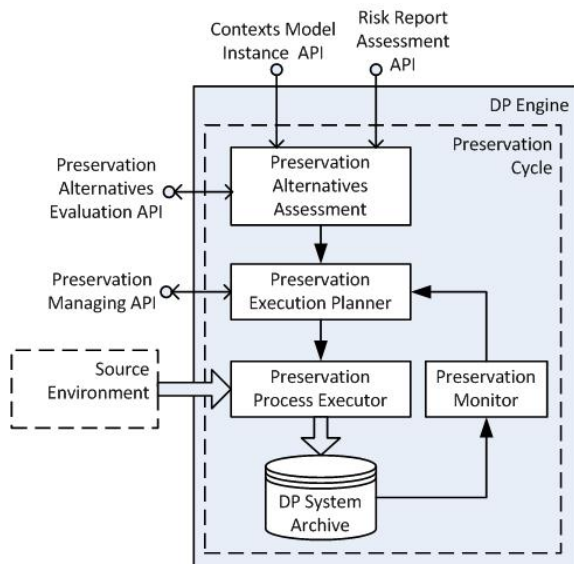 Contexts Model
Instance API
Risk Report
Assessment
API
DP Engine
Preservation
Cycle
Preservation
Alternatives
Evaluation API
Preservation
Alternatives
Assessment
Preservation
Managing API
Preservation
Execution Planner
Source
Environment
Preservation
Process Executor
Preservation
Monitor
DP System
Archive